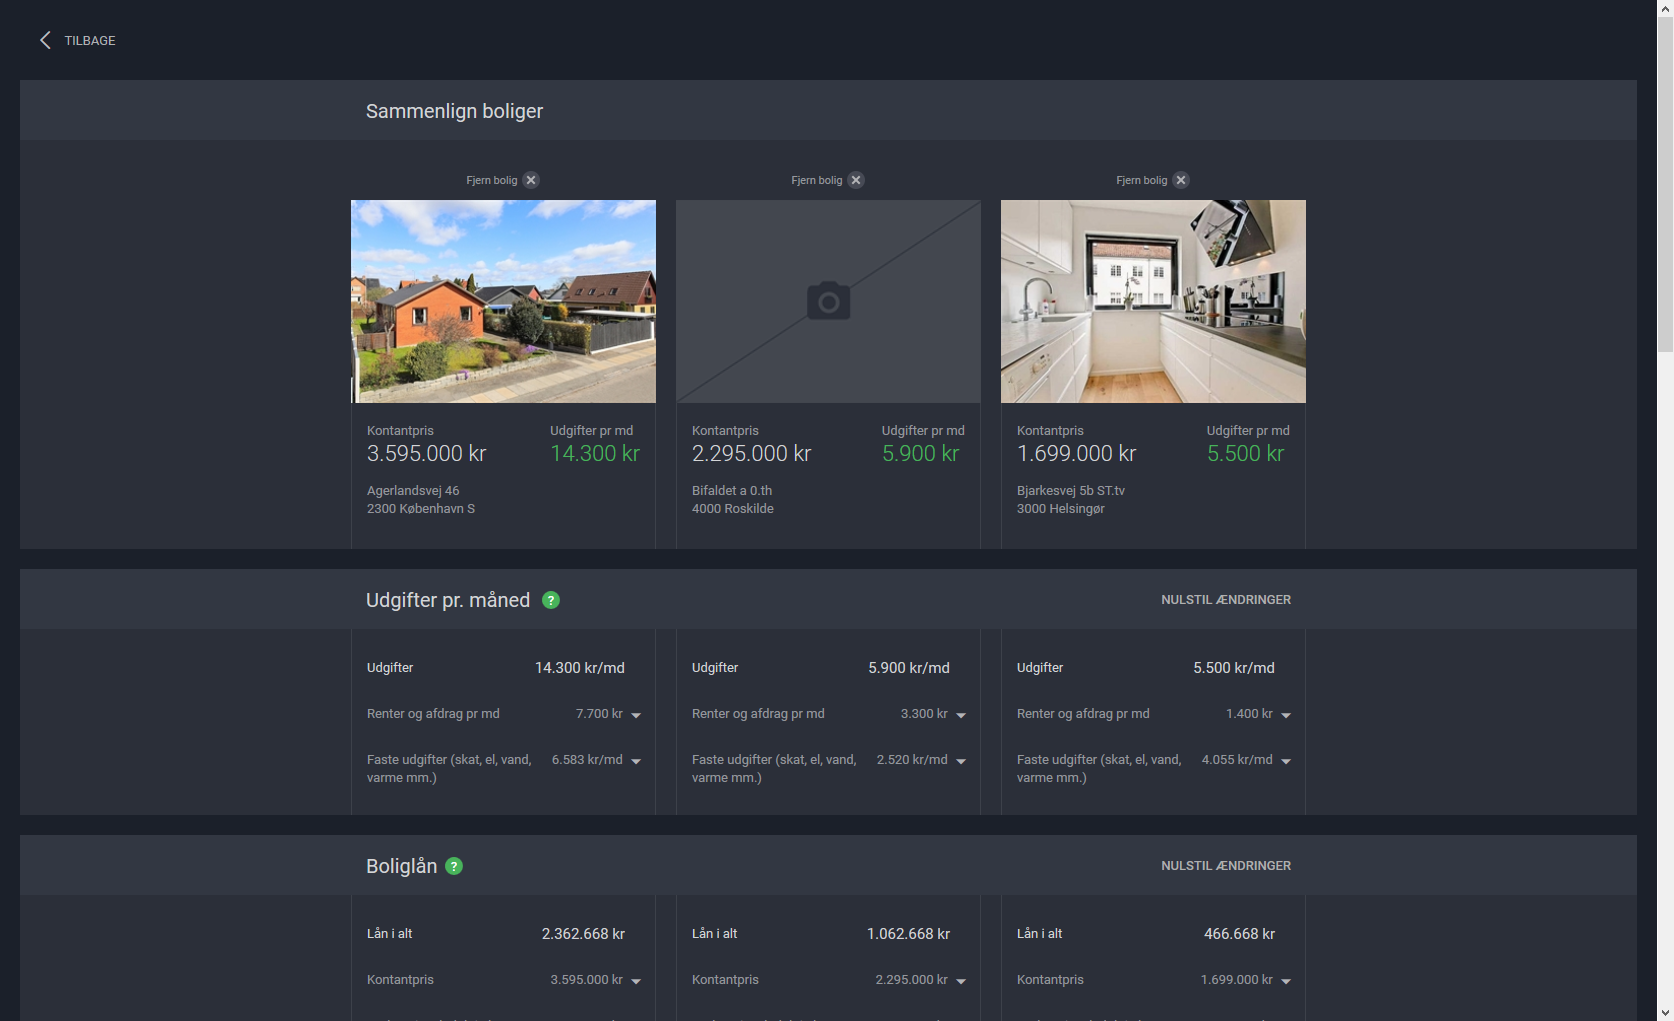 TILBAGE
Sammenlign boliger
Fjern bolig
Fjern bolig
Fjern bolig
Kontantpris
Udgifter pr md
3.595.000 kr
14.300 kr
Agerlandsvej 46
2300 København S
Kontantpris
Udgifter pr md
2.295.000 kr
5.900 kr
Bifaldet a 0.th
4000 Roskilde
Kontantpris
Udgifter pr md
1.699.000 kr
5.500 kr
Bjarkesvej 5b ST.tv
3000 Helsingør
Udgifter pr. måned ?
NULSTIL ÆNDRINGER
Udgifter 14.300 kr/md
Renter og afdrag pr md 7.700 kr
Faste udgifter (skat, el, vand, 6.583 kr/md
varme mm.)
Udgifter 5.900 kr/md
Renter og afdrag pr md 3.300 kr
Faste udgifter (skat, el, vand, 2.520 kr/md
varme mm.)
Udgifter 5.500 kr/md
Renter og afdrag pr md 1.400 kr
Faste udgifter (skat, el, vand, 4.055 kr/md
varme mm.)
Boliglån ?
NULSTIL ÆNDRINGER
Lån i alt 2.362.668 kr
Kontantpris 3.595.000 kr
Lån i alt 1.062.668 kr
Kontantpris 2.295.000 kr
Lån i alt 466.668 kr
Kontantpris 1.699.000 kr